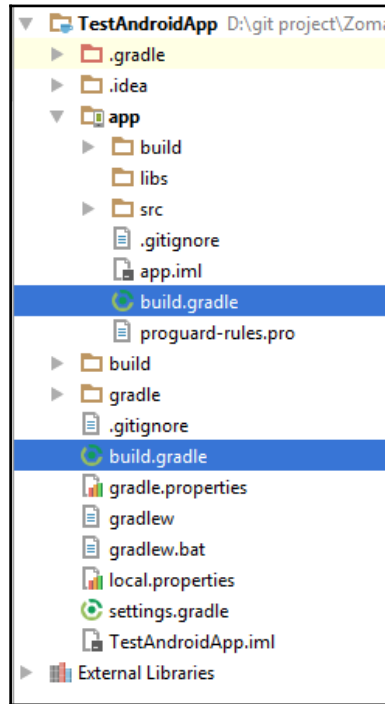 TestAndroidApp D:\git project\Zoma
.gradle
.idea
app
build
libs
src
.gitignore
app.iml
build.gradle
proguard-rules.pro
build
gradle
.gitignore
build.gradle
gradle.properties
gradlew
gradlew.bat
local.properties
settings.gradle
TestAndroidApp.iml
External Libraries